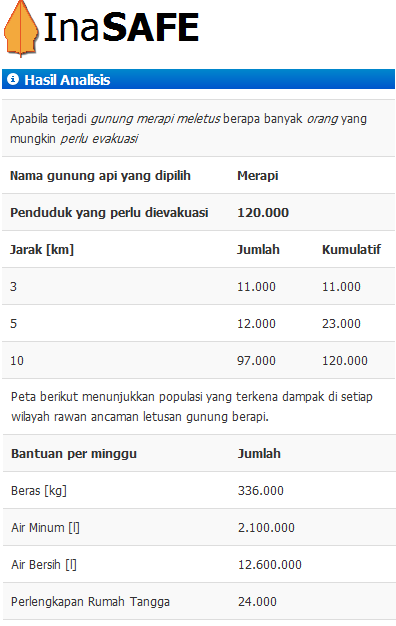 InaSAFE
Hasil Analisis
Apabila terjadi gunung merapi meletus berapa banyak orang yang
mungkin perlu evakuasi
Nama gunung api yang dipilih Merapi
Penduduk yang perlu dievakuasi 120.000
Jarak [km] Jumlah Kumulatif
3 11.000 11.000
5 12.000 23.000
10 97.000 120.000
Peta berikut menunjukkan populasi yang terkena dampak di setiap
wilayah rawan ancaman letusan gunung berapi.
Bantuan per minggu Jumlah
Beras [kg] 336.000
Air Minum [l] 2.100.000
Air Bersih [l] 12.600.000
Perlengkapan Rumah Tangga 24.000